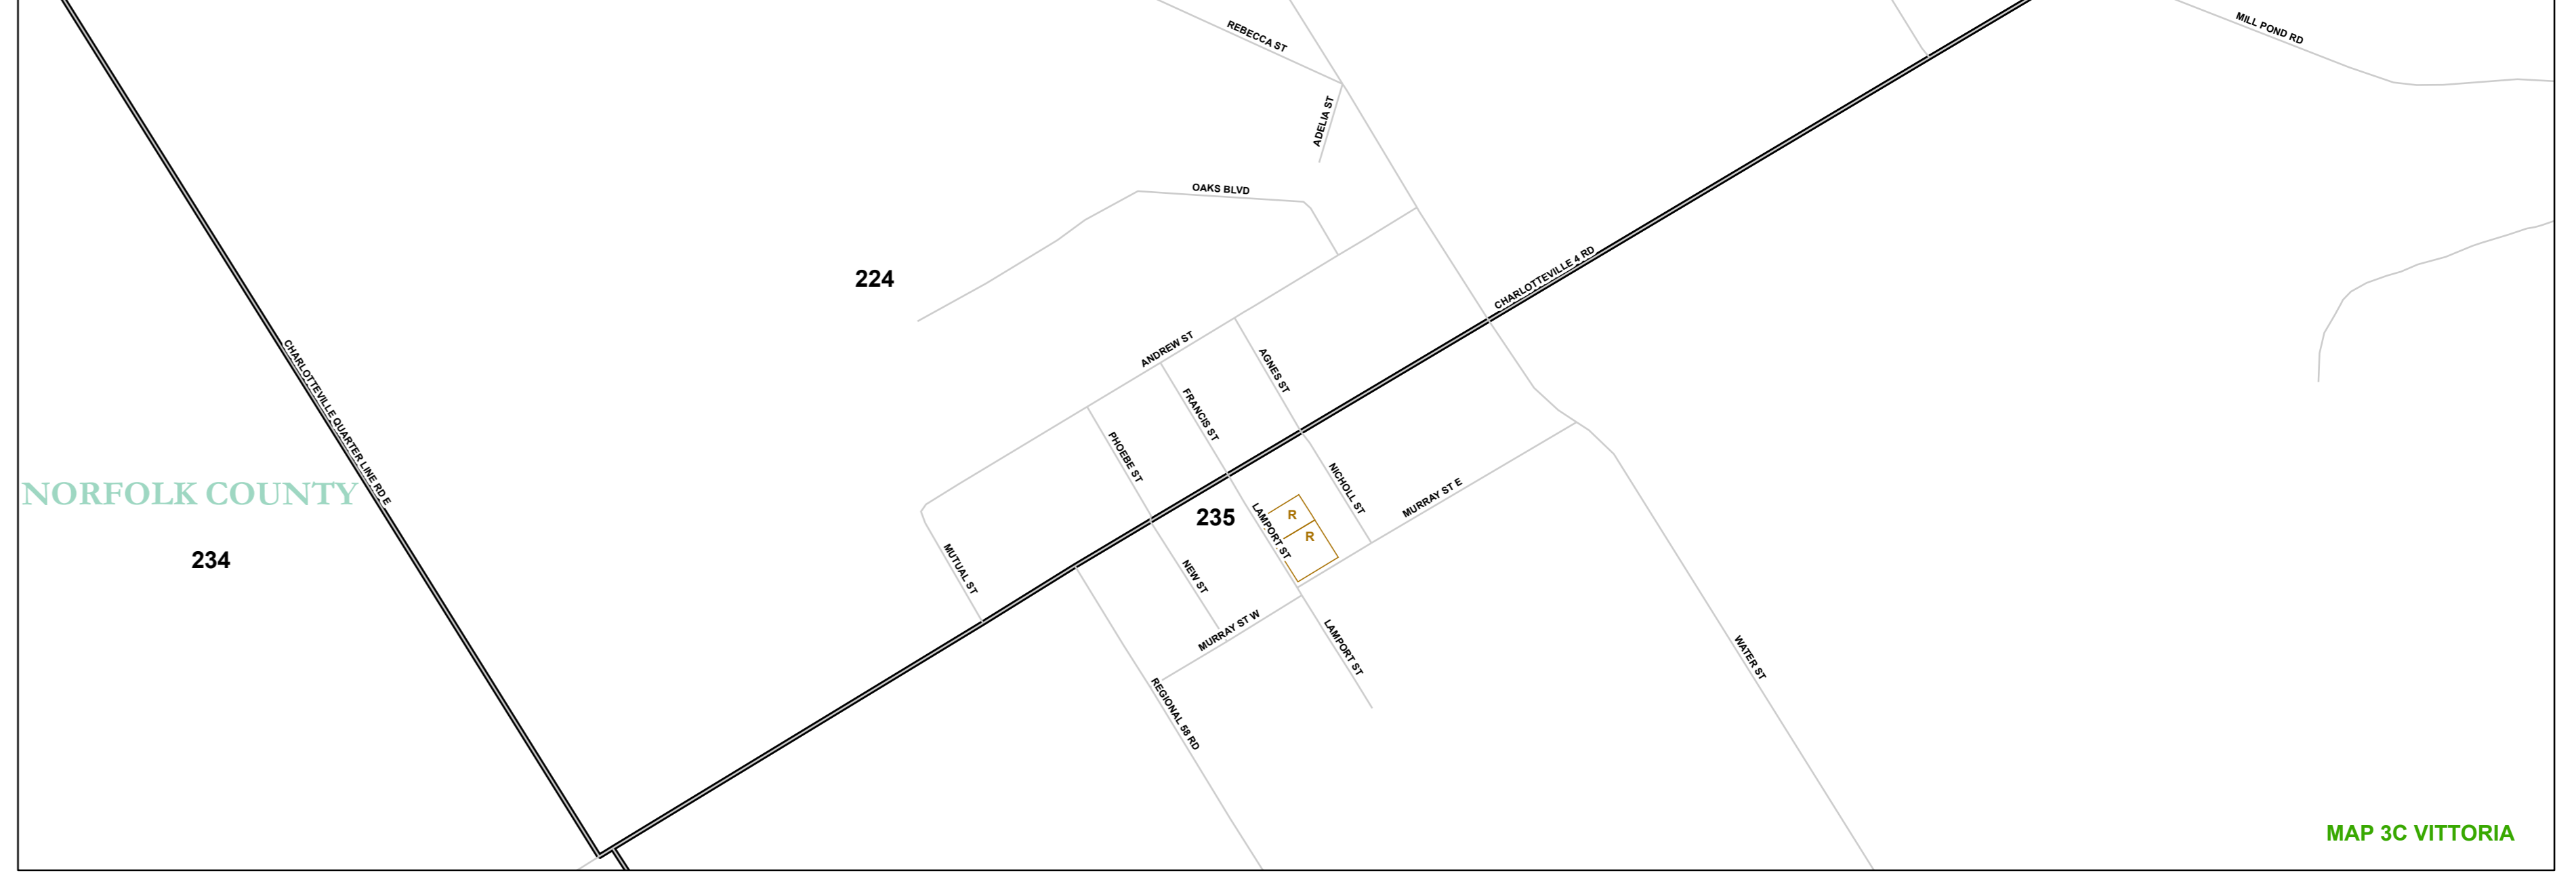 REBECCA ST
MILL POND RD
ADELIA ST
OAKS BLVD
224
CHARLOTTEVILLE 4 RD
ANDREW ST
AGNES ST
CHARLOTTEVILLE QUARTER LINE RD E
FRANCIS ST
PHOEBE ST
NICHOLL ST
MURRAY ST E
NORFOLK COUNTY
235
LAMPORT ST
R
R
234
MUTUAL ST
NEW ST
MURRAY ST W
LAMPORT ST
WATER ST
REGIONAL 58 RD
MAP 3C VITTORIA